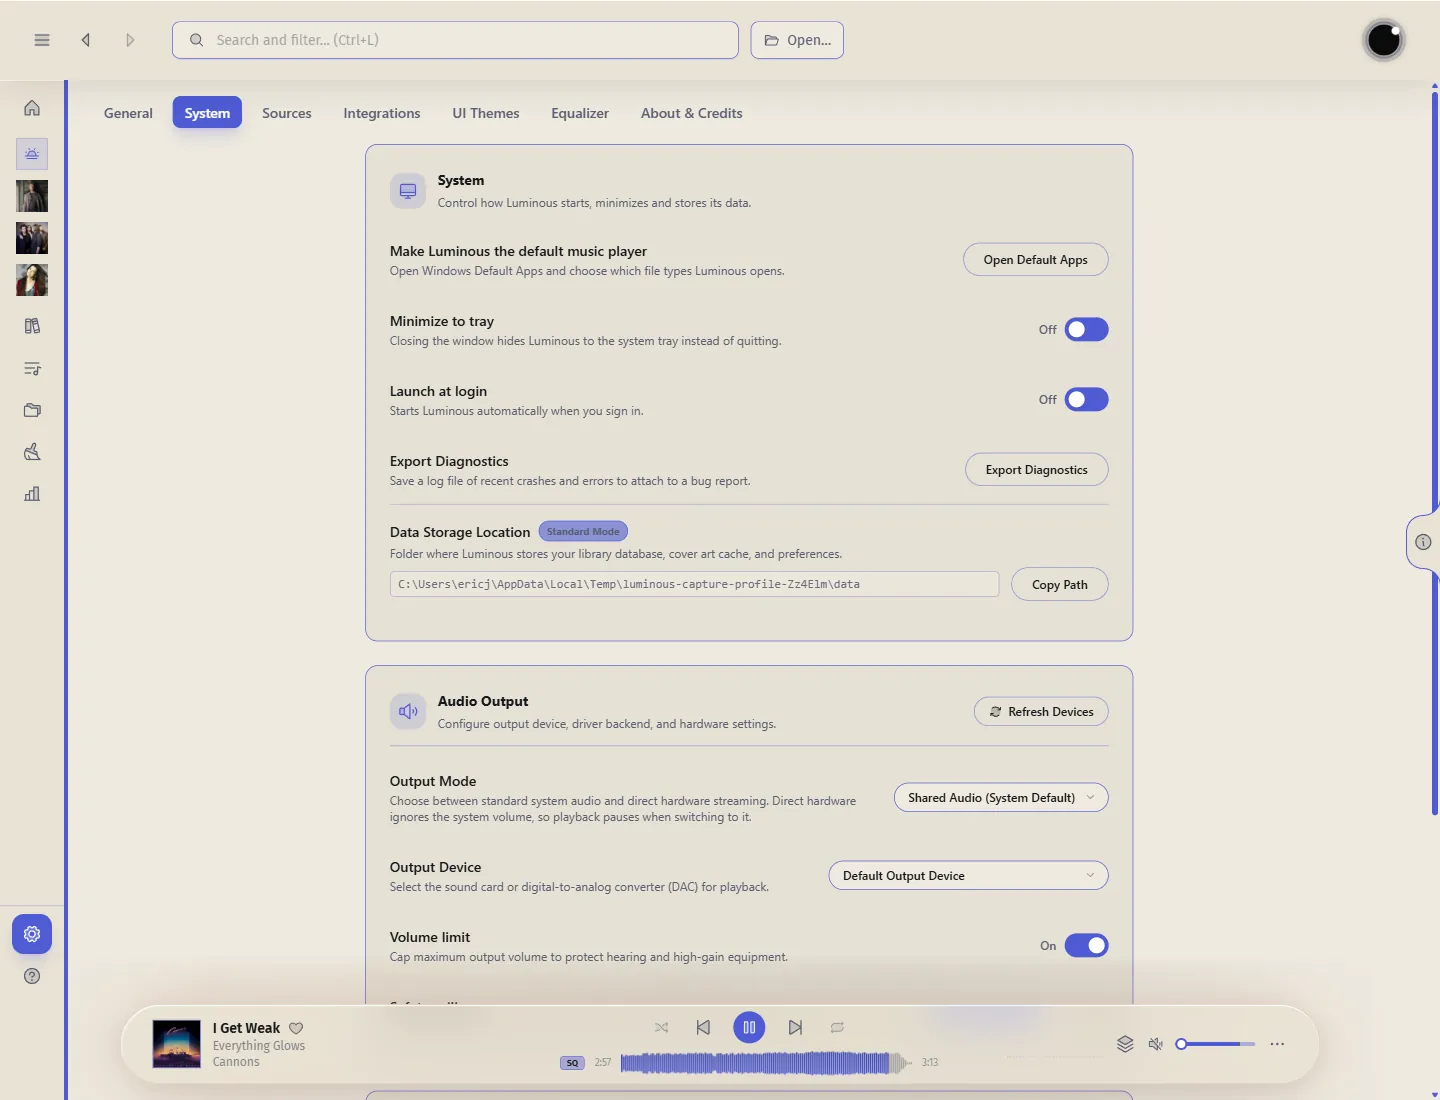 Search and filter... (Ctrl+L)
Open...
General
System
Sources
Integrations
UI Themes
Equalizer
About & Credits
System
Control how Luminous starts, minimizes and stores its data.
Make Luminous the default music player
Open Windows Default Apps and choose which file types Luminous opens.
Open Default Apps
Minimize to tray
Closing the window hides Luminous to the system tray instead of quitting.
Off
Launch at login
Starts Luminous automatically when you sign in.
Off
Export Diagnostics
Save a log file of recent crashes and errors to attach to a bug report.
Export Diagnostics
Data Storage Location
Standard Mode
Folder where Luminous stores your library database, cover art cache, and preferences.
C:\Users\ericj\AppData\Local\Temp\luminous-capture-profile-Zz4Elm\data
Copy Path
Audio Output
Configure output device, driver backend, and hardware settings.
Refresh Devices
Output Mode
Choose between standard system audio and direct hardware streaming. Direct hardware
ignores the system volume, so playback pauses when switching to it.
Shared Audio (System Default)
Output Device
Select the sound card or digital-to-analog converter (DAC) for playback.
Default Output Device
Volume limit
Cap maximum output volume to protect hearing and high-gain equipment.
On
I Get Weak
Everything Glows
Cannons
SQ
2:57
3:13